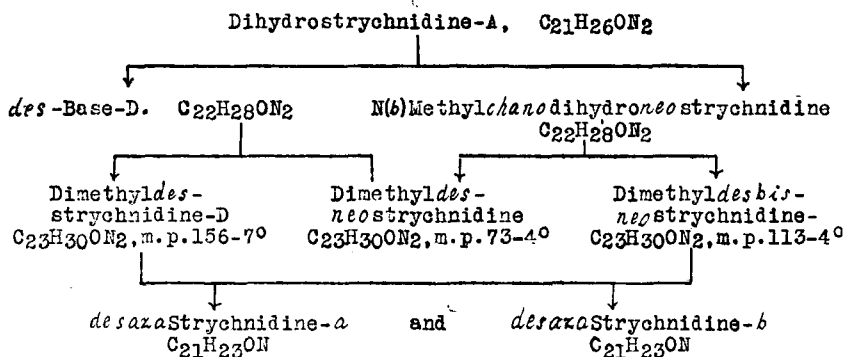 Dihydrostrychnidine-A, C21H26ON2
des-Base-D. C22H28ON2 N(b)Methylchanodihydroneostrychnidine
C22H28ON2
Dimethyldes- Dimethyldes- Dimethyldesbis-
strychnidine-D neostrychnidine neostrychnidine-
C23H30ON2, m.p.156-7° C23H30ON2, m.p.73-4° C23H30ON2, m.p.113-4°
desazaStrychnidine-a and desazaStrychnidine-b
C21H23ON C21H23ON